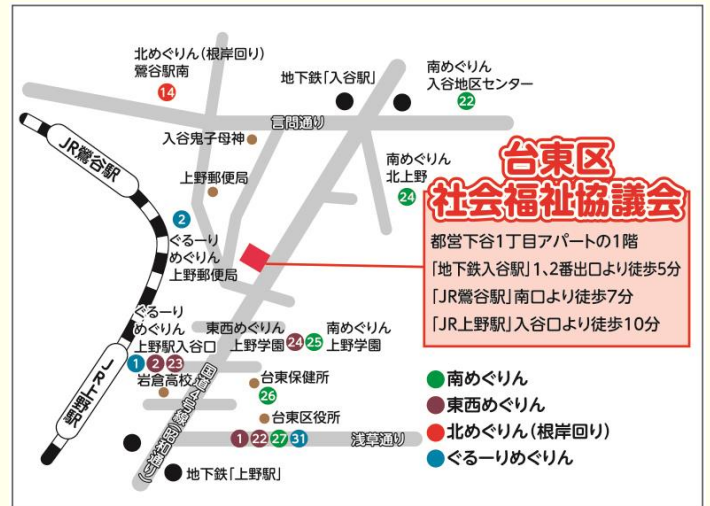 北めぐりん(根岸回り)
鶯谷駅南
14
地下鉄「入谷駅」
南めぐりん
入谷地区センター
22
言問通り
入谷鬼子母神
JR鶯谷駅
上野郵便局
南めぐりん
北上野
24
台東区
社会福祉協議会
都営下谷1丁目アパートの1階
「地下鉄入谷駅」1、2番出口より徒歩5分
「JR鶯谷駅」南口より徒歩7分
「JR上野駅」入谷口より徒歩10分
2
ぐるーり
めぐりん
上野郵便局
ぐるーり
めぐりん
上野駅入谷口
1 2 23
東西めぐりん
上野学園
24 25
南めぐりん
上野学園
JR上野駅
岩倉高校
台東保健所
26
台東区役所
1 22 27 31
浅草通り
地下鉄「上野駅」
南めぐりん
東西めぐりん
北めぐりん(根岸回り)
ぐるーりめぐりん